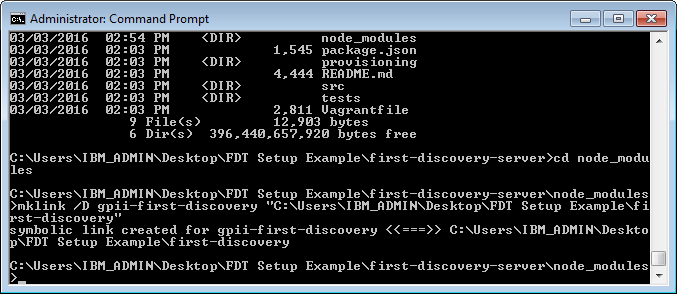 Administrator: Command Prompt
03/03/2016 02:54 PM <DIR> node_modules
03/03/2016 02:03 PM 1,545 package.json
03/03/2016 02:03 PM <DIR> provisioning
03/03/2016 02:03 PM 4,444 README.md
03/03/2016 02:03 PM <DIR> src
03/03/2016 02:03 PM <DIR> tests
03/03/2016 02:03 PM 2,811 Vagrantfile
9 File(s) 12,903 bytes
6 Dir(s) 396,440,657,920 bytes free
C:\Users\IBM_ADMIN\Desktop\FDT Setup Example\first-discovery-server>cd node_modu
les
C:\Users\IBM_ADMIN\Desktop\FDT Setup Example\first-discovery-server\node_modules
>mklink /D gpii-first-discovery "C:\Users\IBM_ADMIN\Desktop\FDT Setup Example\fi
rst-discovery"
symbolic link created for gpii-first-discovery <<===>> C:\Users\IBM_ADMIN\Deskto
p\FDT Setup Example\first-discovery
C:\Users\IBM_ADMIN\Desktop\FDT Setup Example\first-discovery-server\node_modules
>_